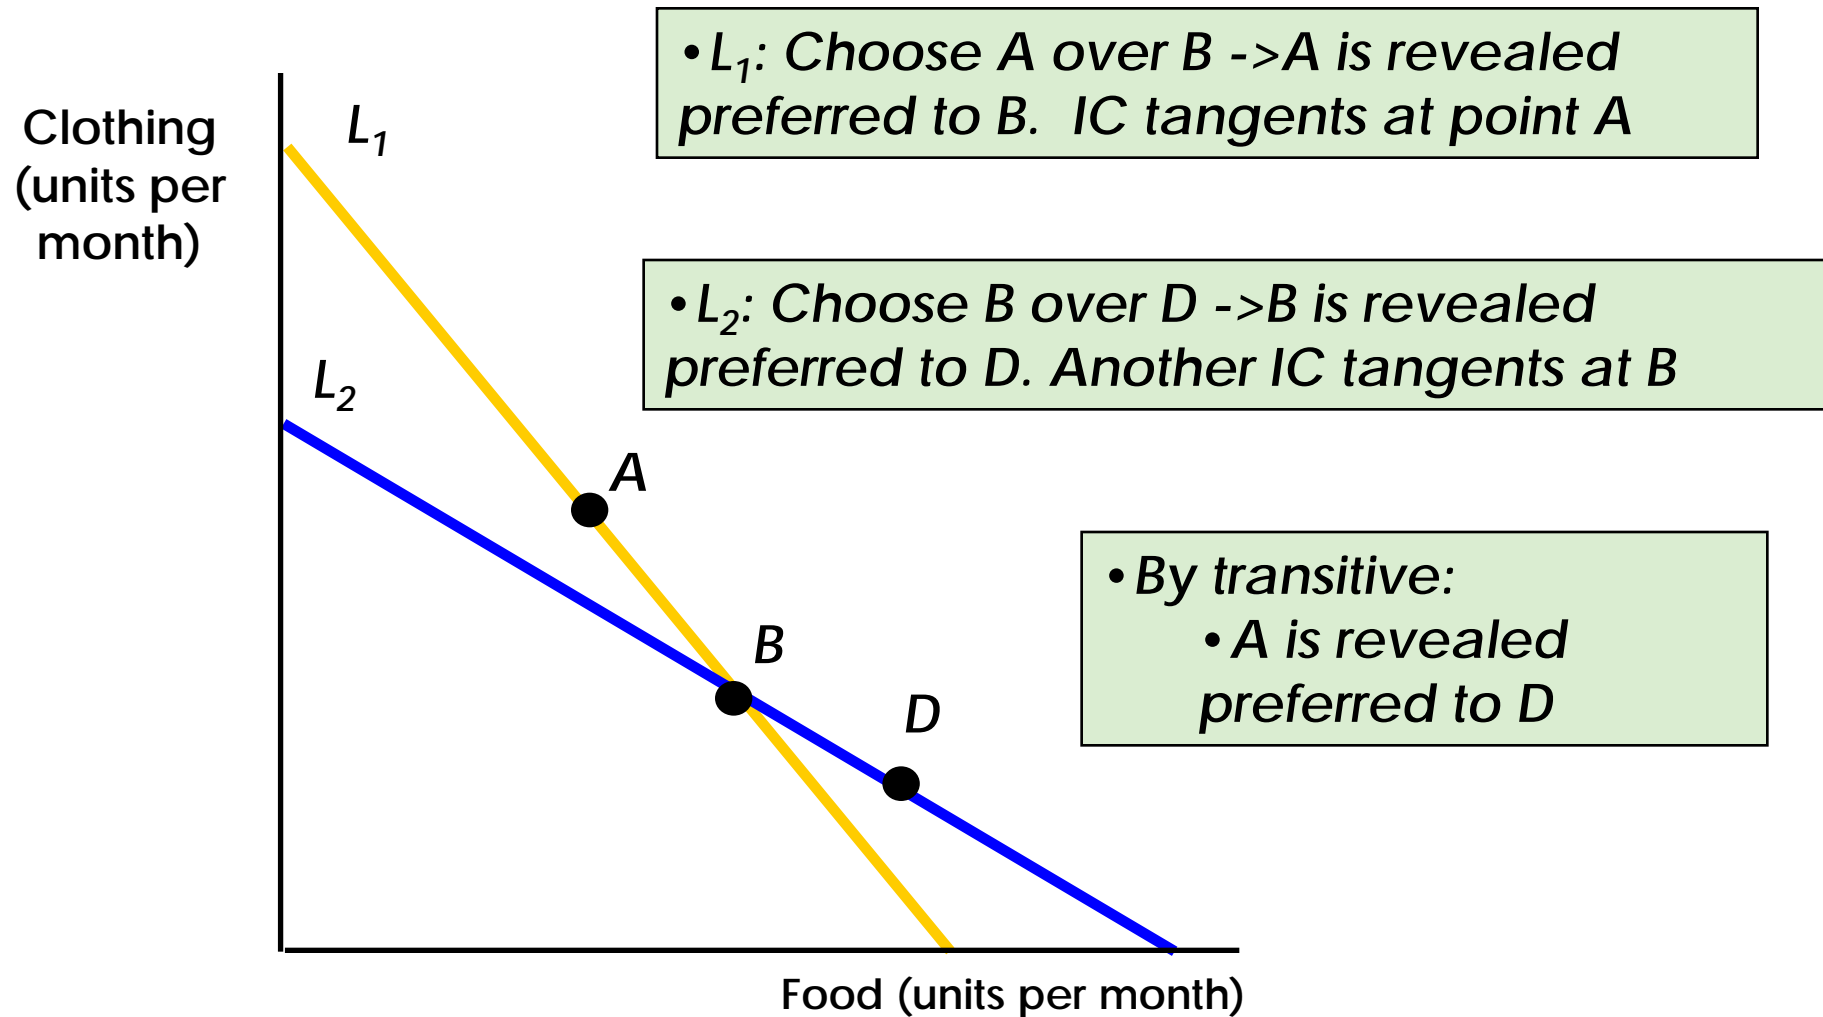 •L₁: Choose A over B ->A is revealed
preferred to B.  IC tangents at point A
Clothing
(units per
month)
L₁
•L₂: Choose B over D ->B is revealed
preferred to D. Another IC tangents at B
L₂
A
•By transitive:
•A is revealed
preferred to D
B
D
Food (units per month)